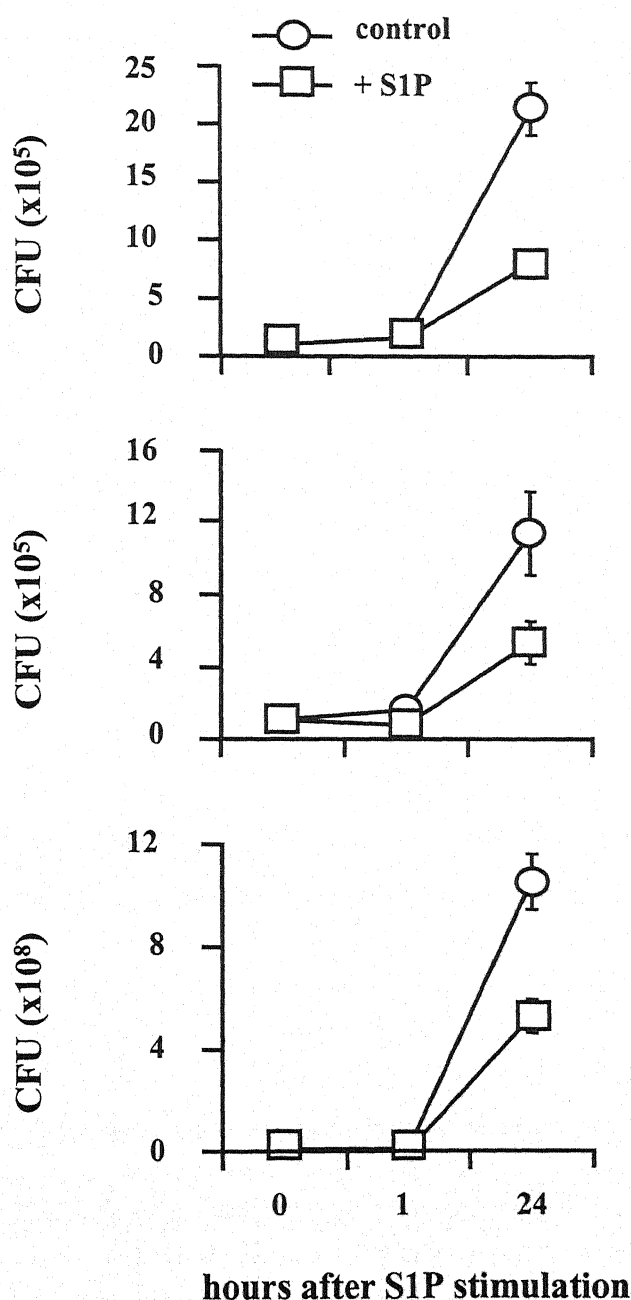 control
+ S1P
CFU (x10⁵)
25
20
15
10
5
0
CFU (x10⁵)
16
12
8
4
0
CFU (x10⁸)
12
8
4
0
0 1 24
hours after S1P stimulation